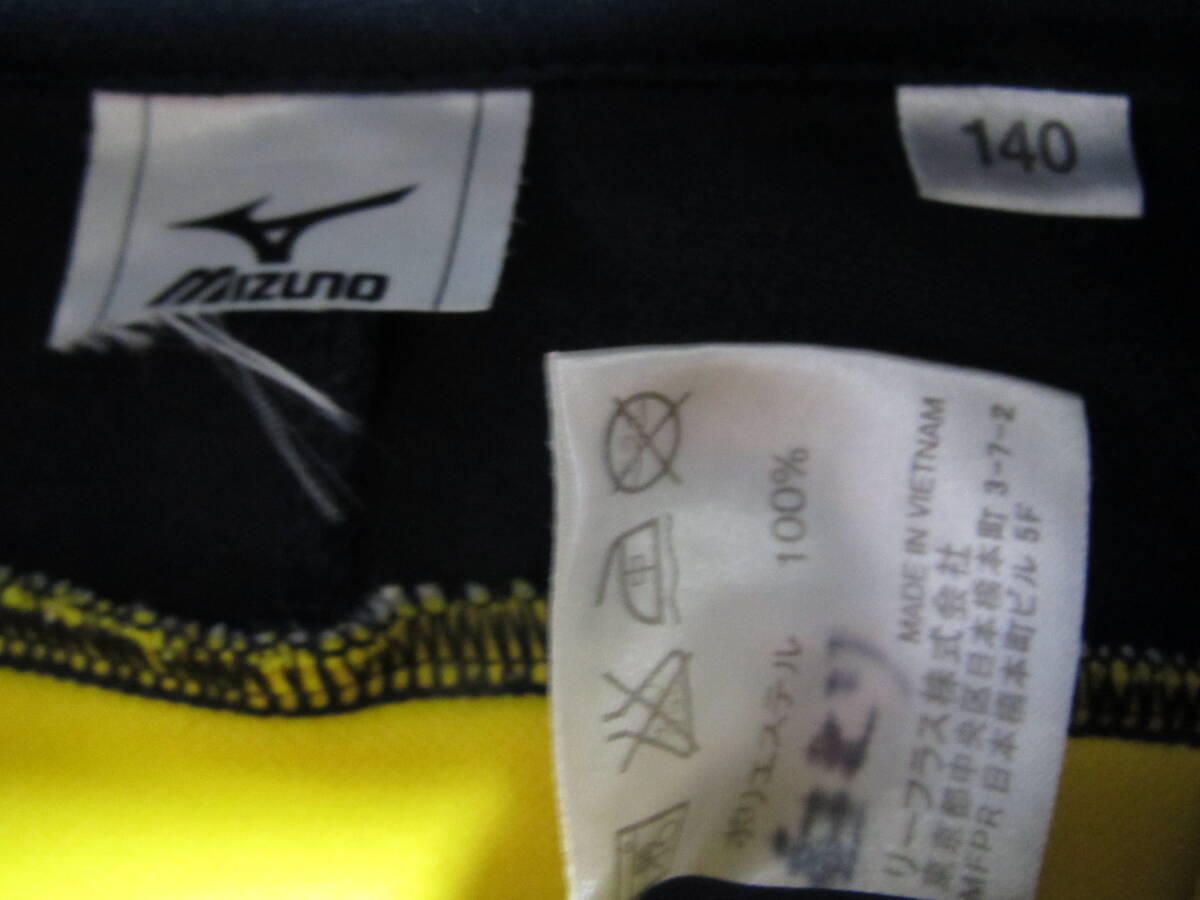 MIZUNO
140
ポリュエステル 100%
MADE IN VIETNAM
リーフラス株式会社
東京都中央区日本橋本町 3-7-2
MFPR 日本橋本町ビル 5F